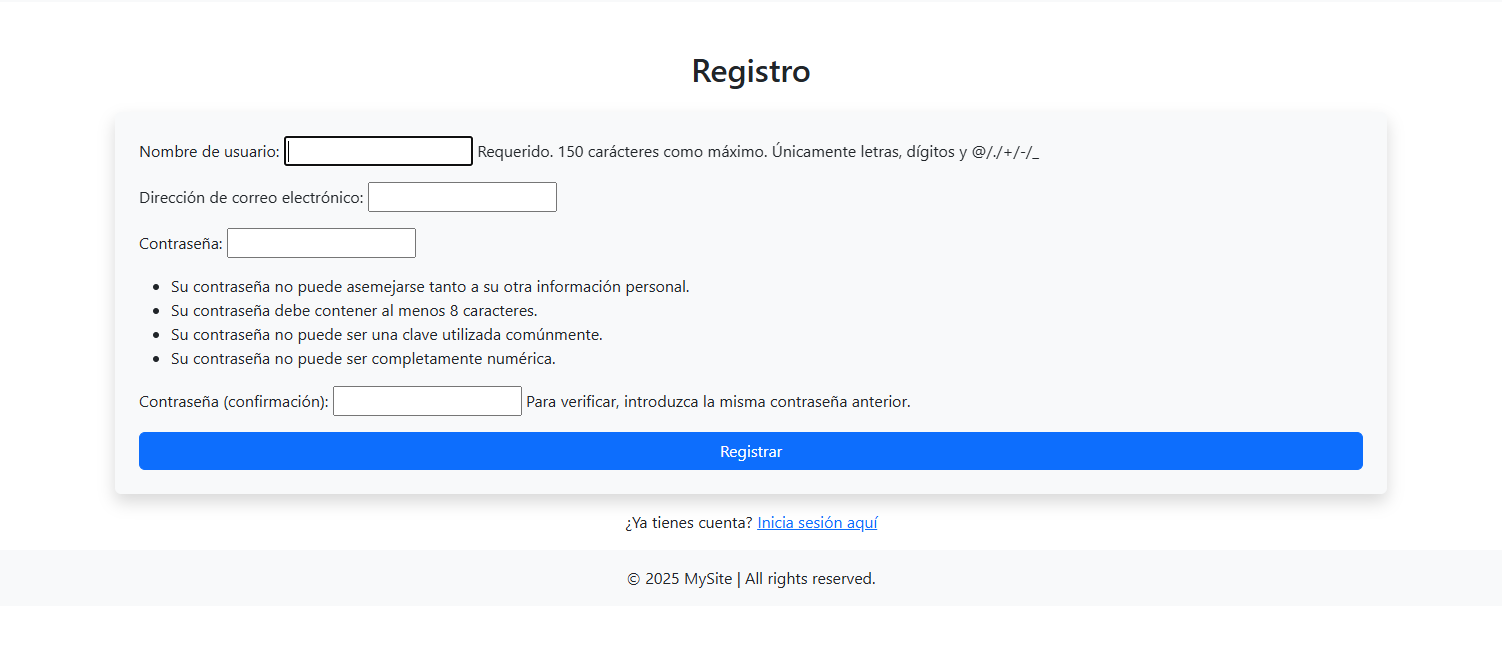 Registro
Nombre de usuario: Requerido. 150 carácteres como máximo. Únicamente letras, dígitos y @/./+/-/_
Dirección de correo electrónico:
Contraseña:
• Su contraseña no puede asemejarse tanto a su otra información personal.
• Su contraseña debe contener al menos 8 caracteres.
• Su contraseña no puede ser una clave utilizada comúnmente.
• Su contraseña no puede ser completamente numérica.
Contraseña (confirmación): Para verificar, introduzca la misma contraseña anterior.
Registrar
¿Ya tienes cuenta? Inicia sesión aquí
© 2025 MySite | All rights reserved.